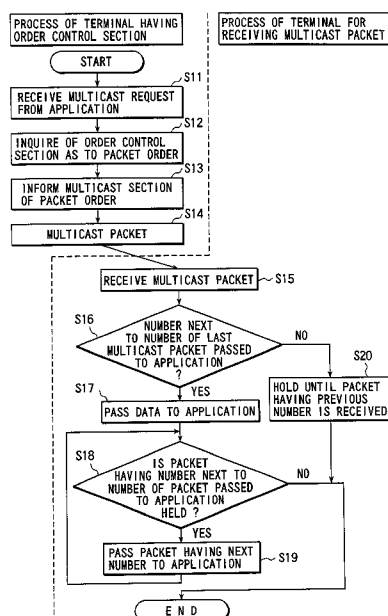 PROCESS OF TERMINAL HAVING
ORDER CONTROL SECTION
PROCESS OF TERMINAL FOR
RECEIVING MULTICAST PACKET
START
S11
RECEIVE MULTICAST REQUEST
FROM APPLICATION
S12
INQUIRE OF ORDER CONTROL
SECTION AS TO PACKET ORDER
S13
INFORM MULTICAST SECTION
OF PACKET ORDER
S14
MULTICAST PACKET
S15
RECEIVE MULTICAST PACKET
S16
NUMBER NEXT
TO NUMBER OF LAST
MULTICAST PACKET PASSED
TO APPLICATION
?
NO
YES
S20
HOLD UNTIL PACKET
HAVING PREVIOUS
NUMBER IS RECEIVED
S17
PASS DATA TO APPLICATION
S18
IS
PACKET
HAVING NUMBER NEXT TO
NUMBER OF PACKET PASSED
TO APPLICATION
HELD ?
NO
YES
S19
PASS PACKET HAVING NEXT
NUMBER TO APPLICATION
END